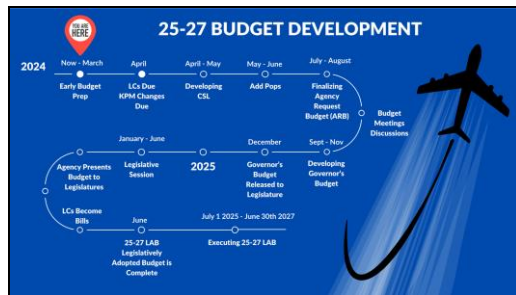 25-27 BUDGET DEVELOPMENT
YOU ARE
HERE
2024
Now - March
Early Budget
Prep
April
LCs Due
KPM Changes
Due
April - May
Developing
CSL
May - June
Add Pops
July - August
Finalizing
Agency
Request
Budget (ARB)
Budget
Meetings
Discussions
Sept - Nov
Developing
Governor's
Budget
December
Governor's
Budget
Released to
Legislature
2025
January - June
Legislative
Session
Agency Presents
Budget to
Legislatures
LCs Become
Bills
June
25-27 LAB
Legislatively
Adopted Budget is
Complete
July 1 2025 - June 30th 2027
Executing 25-27 LAB